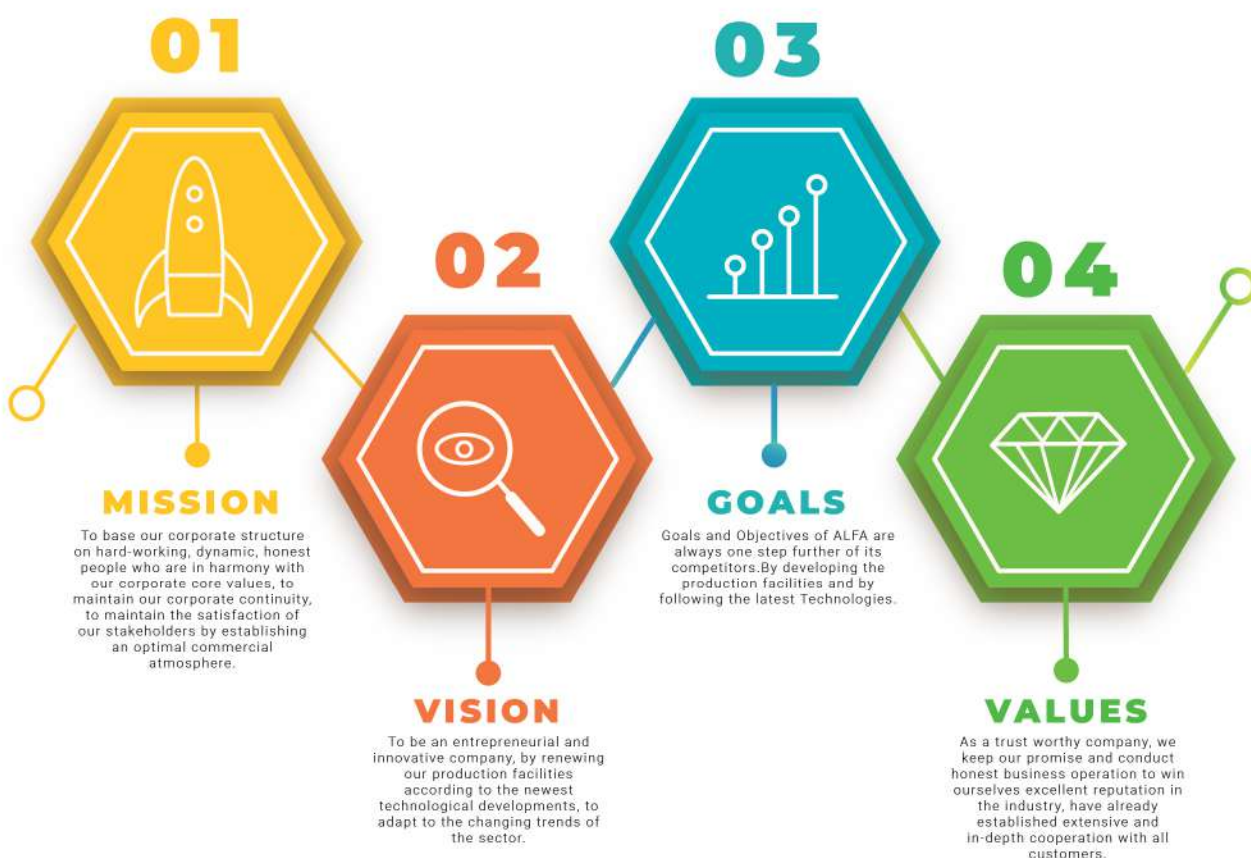 01
MISSION
To base our corporate structure
on hard-working, dynamic, honest
people who are in harmony with
our corporate core values, to
maintain our corporate continuity,
to maintain the satisfaction of
our stakeholders by establishing
an optimal commercial
atmosphere.
02
VISION
To be an entrepreneurial and
innovative company, by renewing
our production facilities
according to the newest
technological developments, to
adapt to the changing trends of
the sector.
03
GOALS
Goals and Objectives of ALFA are
always one step further of its
competitors.By developing the
production facilities and by
following the latest Technologies.
04
VALUES
As a trust worthy company, we
keep our promise and conduct
honest business operation to win
ourselves excellent reputation in
the industry, have already
established extensive and
in-depth cooperation with all
customers.